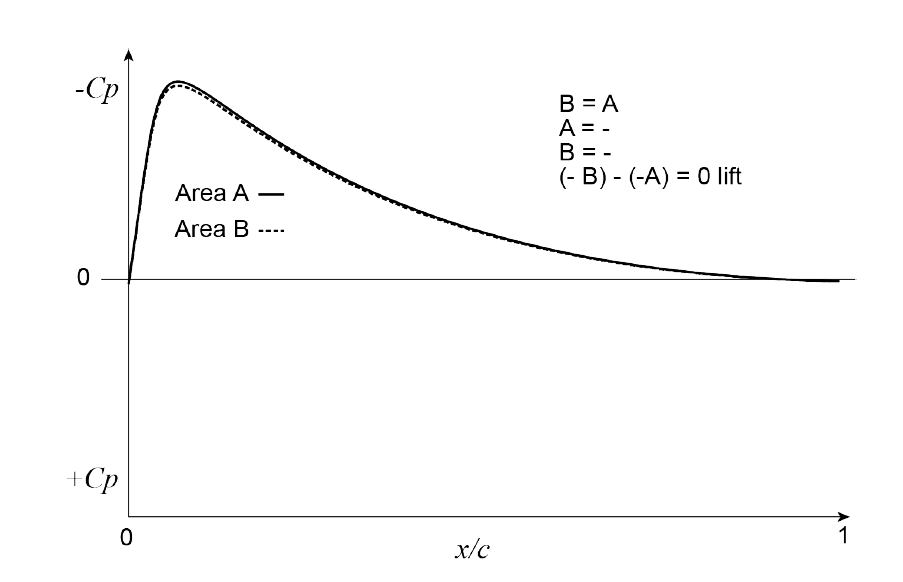 -Cp
B = A
A = -
B = -
(- B) - (-A) = 0 lift
Area A
Area B
0
+Cp
0
x/c
1